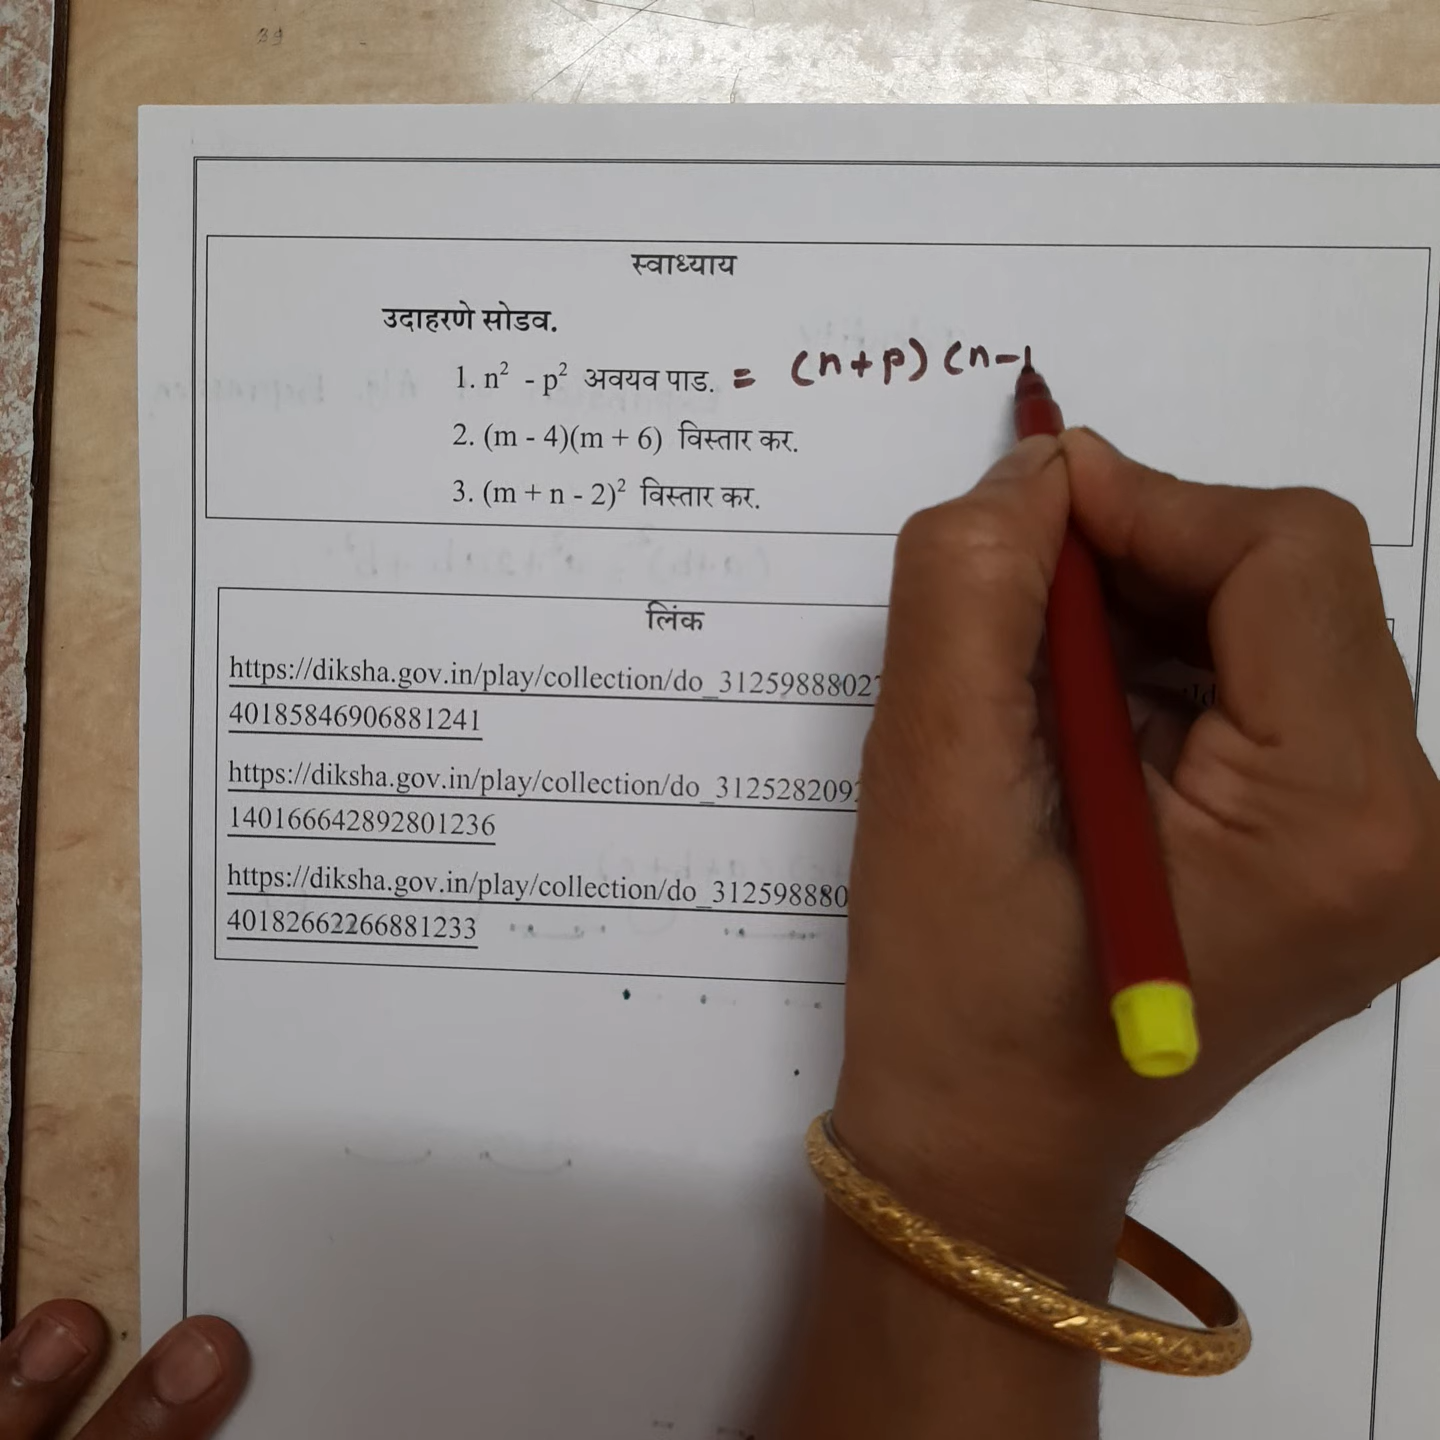 स्वाध्याय
उदाहरणे सोडव.
1. n² - p² अवयव पाड. = (n+p) (n-
2. (m - 4)(m + 6) विस्तार कर.
3. (m + n - 2)² विस्तार कर.
लिंक
https://diksha.gov.in/play/collection/do_3125988802
40185846906881241
https://diksha.gov.in/play/collection/do_312528209
140166642892801236
https://diksha.gov.in/play/collection/do_312598880
40182662266881233